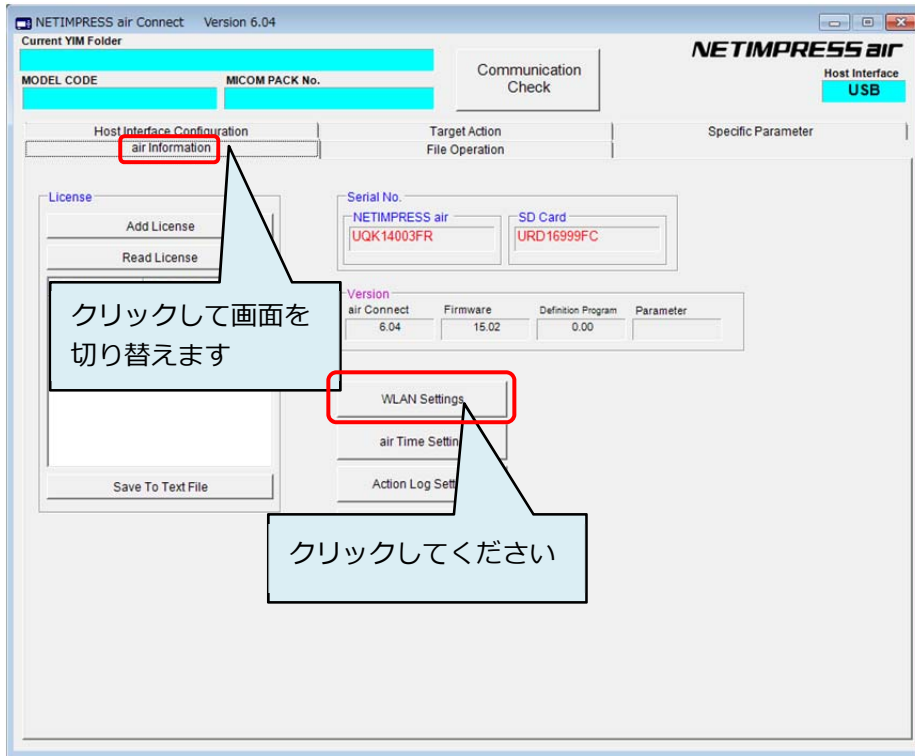 NETIMPRESS air Connect Version 6.04
Current YIM Folder
NETIMPRESS air
Communication
Check
Host Interface
USB
MODEL CODE MICOM PACK No.
Host Interface Configuration Target Action Specific Parameter
air Information File Operation
License
Add License
Read License
Serial No.
NETIMPRESS air SD Card
UQK14003FR URD16999FC
Version
air Connect Firmware Definition Program Parameter
6.04 15.02 0.00
クリックして画面を
切り替えます
WLAN Settings
air Time Settin
Action Log Sett
Save To Text File
クリックしてください